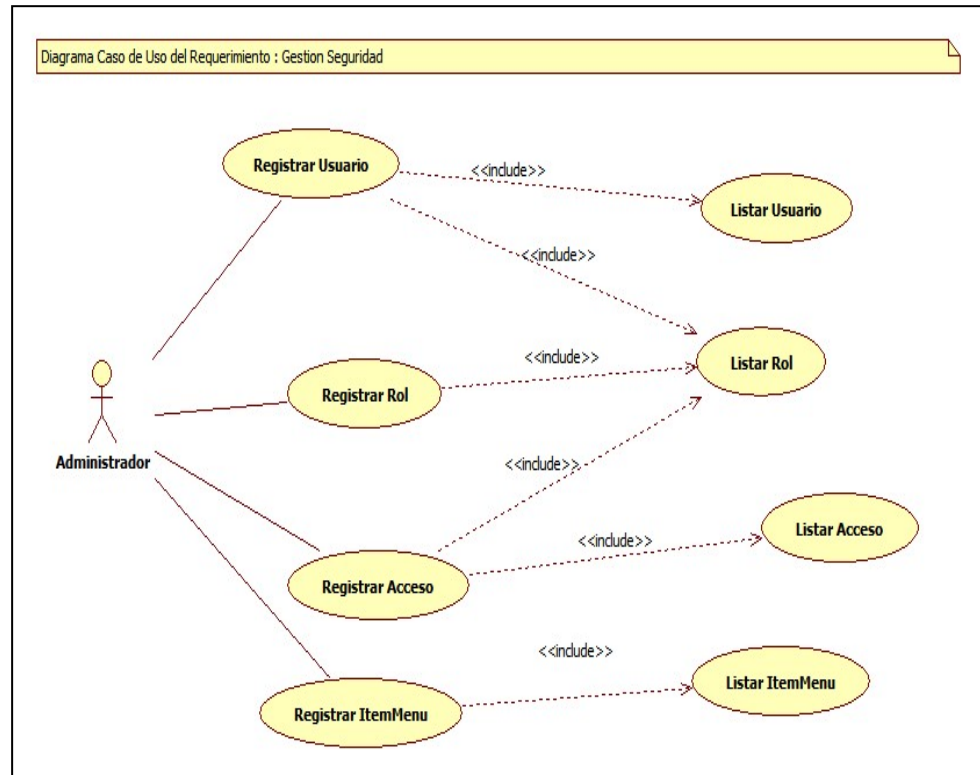 Diagrama Caso de Uso del Requerimiento : Gestion Seguridad
Registrar Usuario
<<include>>
Listar Usuario
<<include>>
Listar Rol
<<include>>
Registrar Rol
Administrador
<<include>>
Listar Acceso
<<include>>
Registrar Acceso
<<include>>
Listar ItemMenu
Registrar ItemMenu